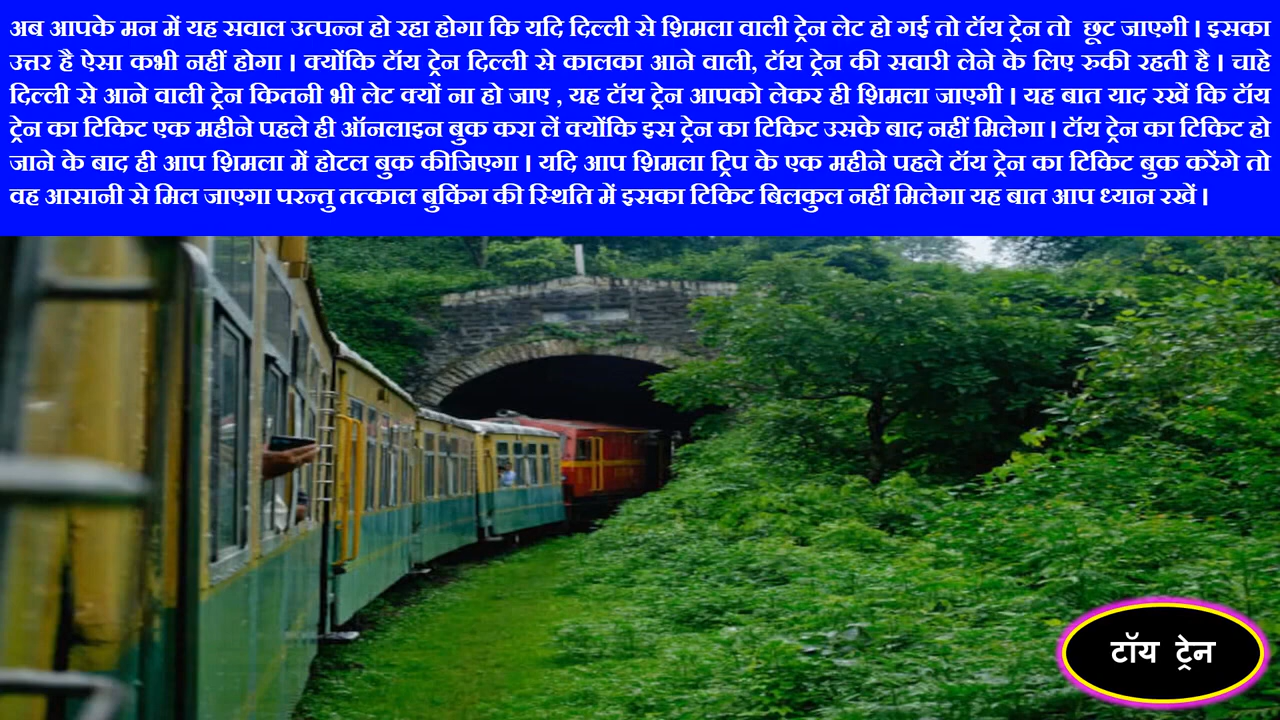 अब आपके मन में यह सवाल उत्पन्न हो रहा होगा कि यदि दिल्ली से शिमला वाली ट्रेन लेट हो गई तो टॉय ट्रेन तो छूट जाएगी। इसका
उत्तर है ऐसा कभी नहीं होगा। क्योंकि टॉय ट्रेन दिल्ली से कालका आने वाली, टॉय ट्रेन की सवारी लेने के लिए रुकी रहती है। चाहे
दिल्ली से आने वाली ट्रेन कितनी भी लेट क्यों ना हो जाए , यह टॉय ट्रेन आपको लेकर ही शिमला जाएगी। यह बात याद रखें कि टॉय
ट्रेन का टिकिट एक महीने पहले ही ऑनलाइन बुक करा लें क्योंकि इस ट्रेन का टिकिट उसके बाद नहीं मिलेगा। टॉय ट्रेन का टिकिट हो
जाने के बाद ही आप शिमला में होटल बुक कीजिएगा। यदि आप शिमला ट्रिप के एक महीने पहले टॉय ट्रेन का टिकिट बुक करेंगे तो
वह आसानी से मिल जाएगा परन्तु तत्काल बुकिंग की स्थिति में इसका टिकिट बिलकुल नहीं मिलेगा यह बात आप ध्यान रखें।
टॉय ट्रेन